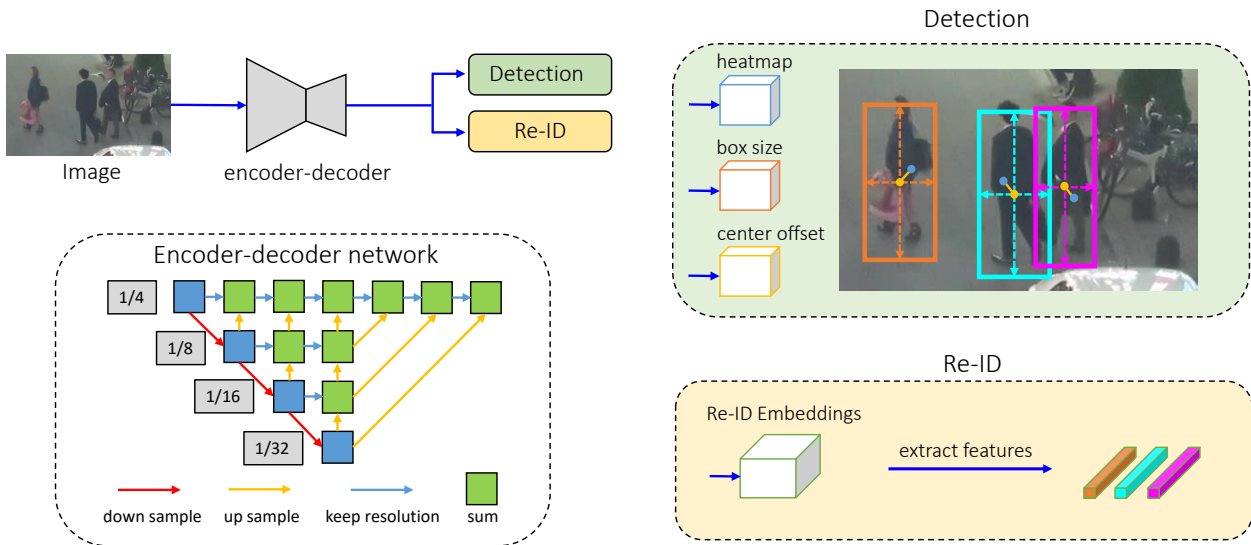 Image
encoder-decoder
Detection
Re-ID
Encoder-decoder network
1/4
1/8
1/16
1/32
down sample
up sample
keep resolution
sum
Detection
heatmap
box size
center offset
Re-ID
Re-ID Embeddings
extract features